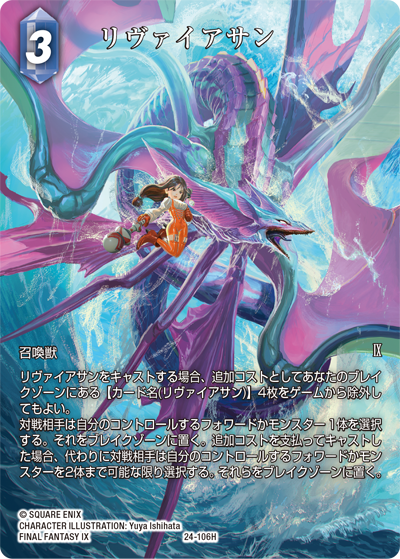 3
リヴァイアサン
召喚獣
IX
リヴァイアサンをキャストする場合、追加コストとしてあなたのブレイ
クゾーンにある【カード名(リヴァイアサン)】4枚をゲームから除外し
てもよい。
対戦相手は自分のコントロールするフォワードかモンスター1体を選択
する。それをブレイクゾーンに置く。追加コストを支払ってキャストし
た場合、代わりに対戦相手は自分のコントロールするフォワードかモン
スターを2体まで可能な限り選択する。それらをブレイクゾーンに置く。
© SQUARE ENIX
CHARACTER ILLUSTRATION: Yuya Ishihata
FINAL FANTASY IX
24-106H